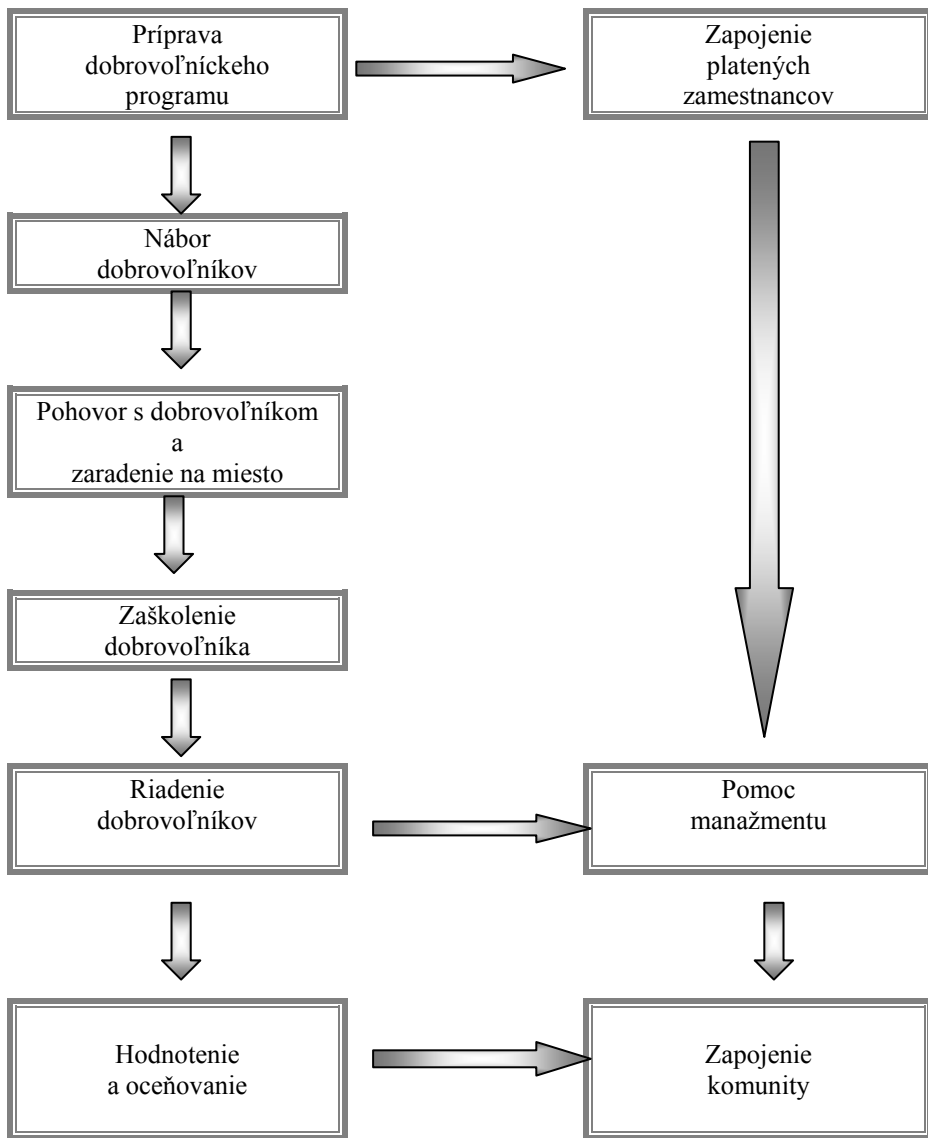 Príprava
dobrovoľníckeho
programu
Zapojenie
platených
zamestnancov
Nábor
dobrovoľníkov
Pohovor s dobrovoľníkom
a
zaradenie na miesto
Zaškolenie
dobrovoľníka
Riadenie
dobrovoľníkov
Pomoc
manažmentu
Hodnotenie
a oceňovanie
Zapojenie
komunity